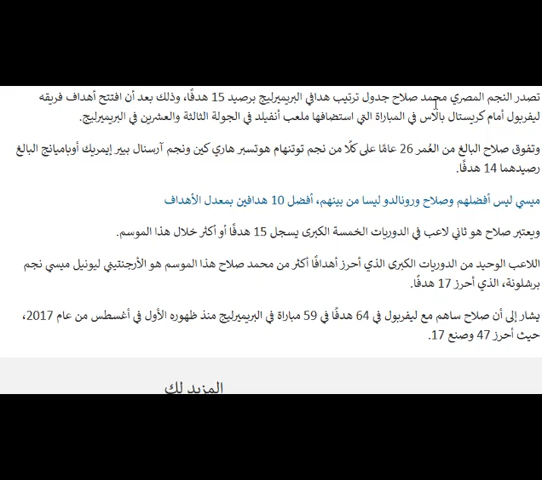 تصدر النجم المصري محمد صلاح جدول ترتيب هدافي البريميرليج برصيد 15 هدفًا، وذلك بعد أن افتتح أهداف فريقه
ليفربول أمام كريستال بالاس في المباراة التي استضافها ملعب أنفيلد في الجولة الثالثة والعشرين في البريميرليج.
وتفوق صلاح البالغ من العُمر 26 عامًا على كلًا من نجم توتنهام هوتسبر هاري كين ونجم آرسنال بيير إيمريك أوباميانج البالغ
رصيدهما 14 هدفًا.
ميسي ليس أفضلهم وصلاح ورونالدو ليسا من بينهم، أفضل 10 هدافين بمعدل الأهداف
ويعتبر صلاح هو ثاني لاعب في الدوريات الخمسة الكبرى يسجل 15 هدفًا أو أكثر خلال هذا الموسم.
اللاعب الوحيد من الدوريات الكبرى الذي أحرز أهدافًا أكثر من محمد صلاح هذا الموسم هو الأرجنتيني ليونيل ميسي نجم
برشلونة، الذي أحرز 17 هدفًا.
يشار إلى أن صلاح ساهم مع ليفربول في 64 هدفًا في 59 مباراة في البريميرليج منذ ظهوره الأول في أغسطس من عام 2017،
حيث أحرز 47 وصنع 17.
المزيد لك